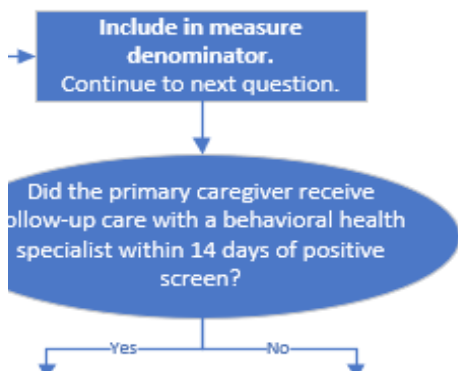 Include in measure
denominator.
Continue to next question.
Did the primary caregiver receive
ollow-up care with a behavioral health
specialist within 14 days of positive
screen?
Yes
No